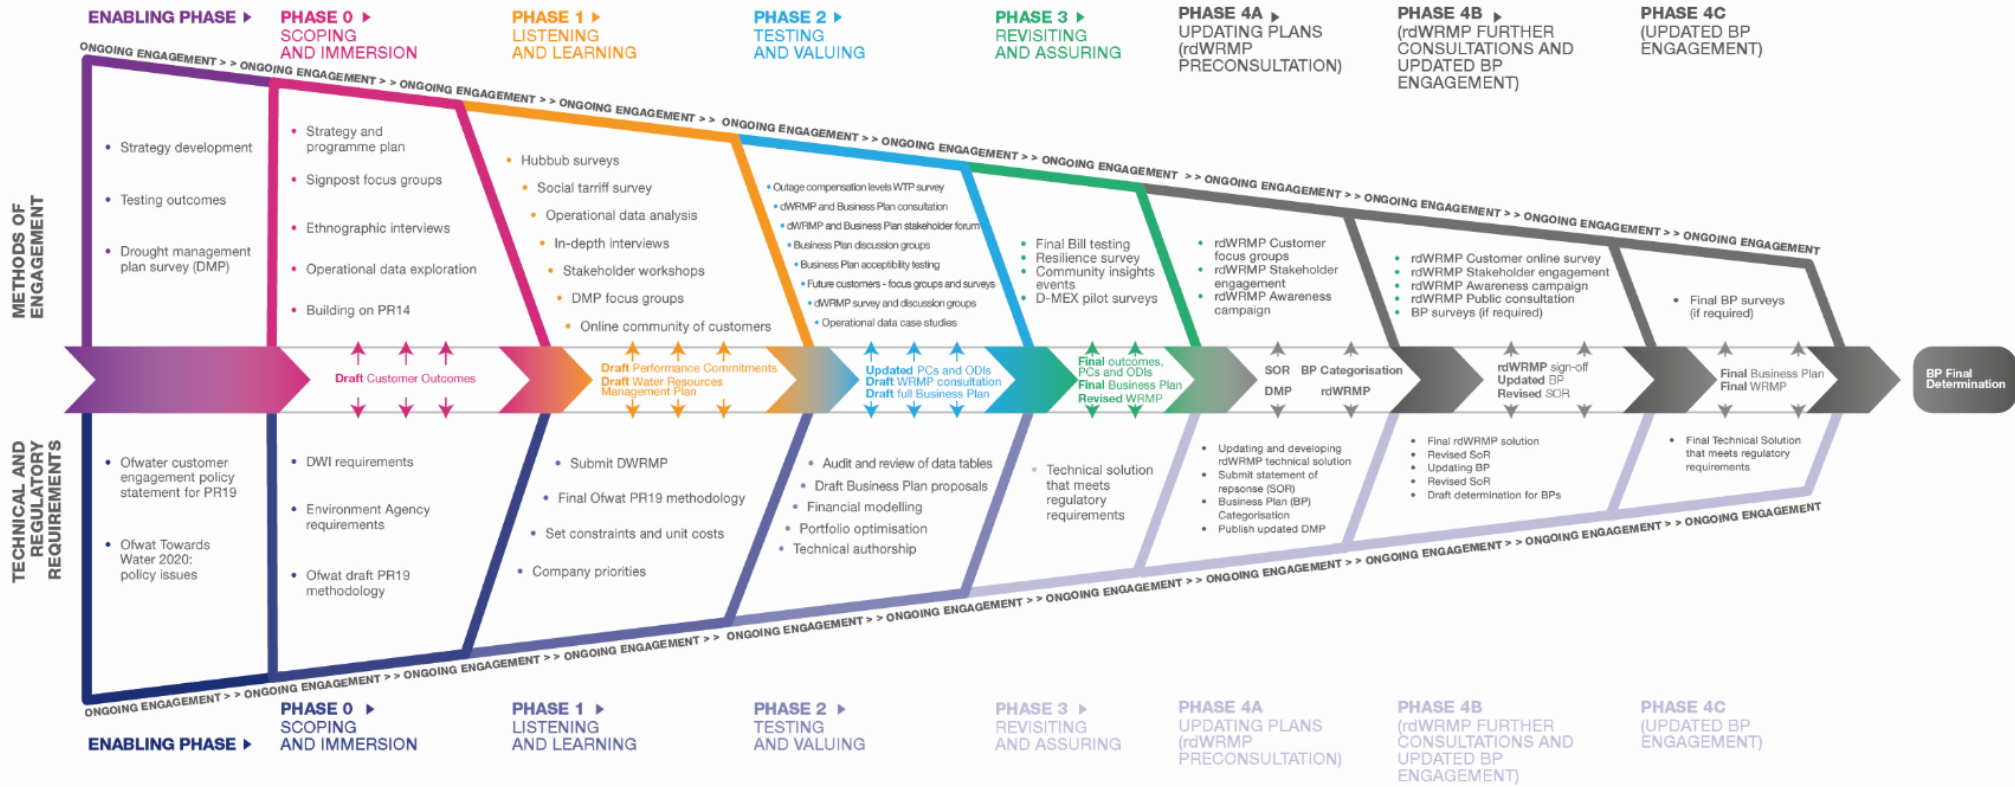 ENABLING PHASE
PHASE 0
SCOPING
AND IMMERSION
PHASE 1
LISTENING
AND LEARNING
PHASE 2
TESTING
AND VALUING
PHASE 3
REVISITING
AND ASSURING
PHASE 4A
UPDATING PLANS
(rdWRMP
PRECONSULTATION)
PHASE 4B
(rdWRMP FURTHER
CONSULTATIONS AND
UPDATED BP
ENGAGEMENT)
PHASE 4C
(UPDATED BP
ENGAGEMENT)
ONGOING ENGAGEMENT > > ONGOING ENGAGEMENT > > ONGOING ENGAGEMENT > > ONGOING ENGAGEMENT > > ONGOING ENGAGEMENT > > ONGOING ENGAGEMENT > > ONGOING ENGAGEMENT > > ONGOING ENGAGEMENT > > ONGOING ENGAGEMENT > > ONGOING ENGAGEMENT > > ONGOING ENGAGEMENT
METHODS OF
ENGAGEMENT
• Strategy development
• Testing outcomes
• Drought management
plan survey (DMP)
• Strategy and
programme plan
• Signpost focus groups
• Ethnographic interviews
• Operational data exploration
• Building on PR14
• Hubbub surveys
• Social tarriff survey
• Operational data analysis
• In-depth interviews
• Stakeholder workshops
• DMP focus groups
• Online community of customers
• Outage compensation levels WTP survey
• dWRMP and Business Plan consultation
• dWRMP and Business Plan stakeholder forum
• Business Plan discussion groups
• Business Plan acceptibility testing
• Future customers - focus groups and surveys
• dWRMP survey and discussion groups
• Operational data case studies
• Final Bill testing
• Resilience survey
• Community insights
events
• D-MEX pilot surveys
• rdWRMP Customer
focus groups
• rdWRMP Stakeholder
engagement
• rdWRMP Awareness
campaign
• rdWRMP Customer online survey
• rdWRMP Stakeholder engagement
• rdWRMP Awareness campaign
• rdWRMP Public consultation
• BP surveys (if required)
• Final BP surveys
(if required)
Draft Customer Outcomes
Draft Performance Commitments
Draft Water Resources
Management Plan
Updated PCs and ODIs
Draft WRMP consultation
Draft full Business Plan
Final outcomes,
PCs and ODIs
Final Business Plan
Revised WRMP
SOR BP Categorisation
DMP rdWRMP
rdWRMP sign-off
Updated BP
Revised SOR
Final Business Plan
Final WRMP
BP Final
Determination
TECHNICAL AND
REGULATORY
REQUIREMENTS
• Ofwater customer
engagement policy
statement for PR19
• Ofwat Towards
Water 2020:
policy issues
• DWI requirements
• Environment Agency
requirements
• Ofwat draft PR19
methodology
• Submit DWRMP
• Final Ofwat PR19 methodology
• Set constraints and unit costs
• Company priorities
• Audit and review of data tables
• Draft Business Plan proposals
• Financial modelling
• Portfolio optimisation
• Technical authorship
• Technical solution
that meets
regulatory
requirements
• Updating and developing
rdWRMP technical solution
• Submit statement of
repsonse (SOR)
• Business Plan (BP)
Categorisation
• Publish updated DMP
• Final rdWRMP solution
• Revised SoR
• Updating BP
• Revised SoR
• Draft determination for BPs
• Final Technical Solution
that meets regulatory
requirements
ONGOING ENGAGEMENT > > ONGOING ENGAGEMENT > > ONGOING ENGAGEMENT > > ONGOING ENGAGEMENT > > ONGOING ENGAGEMENT > > ONGOING ENGAGEMENT > > ONGOING ENGAGEMENT > > ONGOING ENGAGEMENT > > ONGOING ENGAGEMENT > > ONGOING ENGAGEMENT > > ONGOING ENGAGEMENT
ENABLING PHASE
PHASE 0
SCOPING
AND IMMERSION
PHASE 1
LISTENING
AND LEARNING
PHASE 2
TESTING
AND VALUING
PHASE 3
REVISITING
AND ASSURING
PHASE 4A
UPDATING PLANS
(rdWRMP
PRECONSULTATION)
PHASE 4B
(rdWRMP FURTHER
CONSULTATIONS AND
UPDATED BP
ENGAGEMENT)
PHASE 4C
(UPDATED BP
ENGAGEMENT)